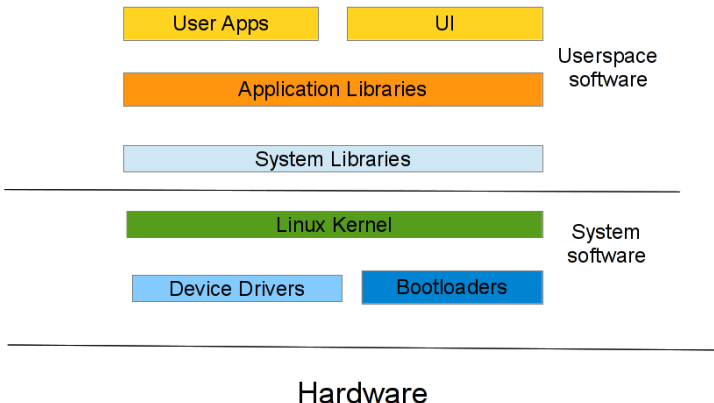 User Apps
UI
Userspace
software
Application Libraries
System Libraries
Linux Kernel
System
software
Device Drivers
Bootloaders
Hardware